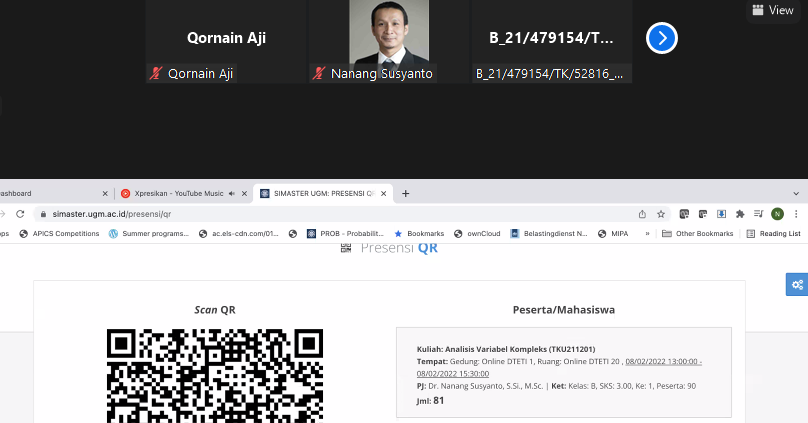 View
Qornain Aji
B_21/479154/T...
Qornain Aji
Nanang Susyanto
B_21/479154/TK/52816_...
ashboard
Xpresikan - YouTube Music
SIMASTER UGM: PRESENSI QR
simaster.ugm.ac.id/presensi/qr
ps
APICS Competitions
Summer programs...
ac.els-cdn.com/01...
PROB - Probabilit...
Bookmarks
ownCloud
Belastingdienst N...
MIPA
»
Other Bookmarks
Reading List
N
Presensi QR
Scan QR
Peserta/Mahasiswa
Kuliah: Analisis Variabel Kompleks (TKU211201)
Tempat: Gedung: Online DTETI 1, Ruang: Online DTETI 20 , 08/02/2022 13:00:00 -
08/02/2022 15:30:00
PJ: Dr. Nanang Susyanto, S.Si., M.Sc. | Ket: Kelas: B, SKS: 3.00, Ke: 1, Peserta: 90
Jml: 81